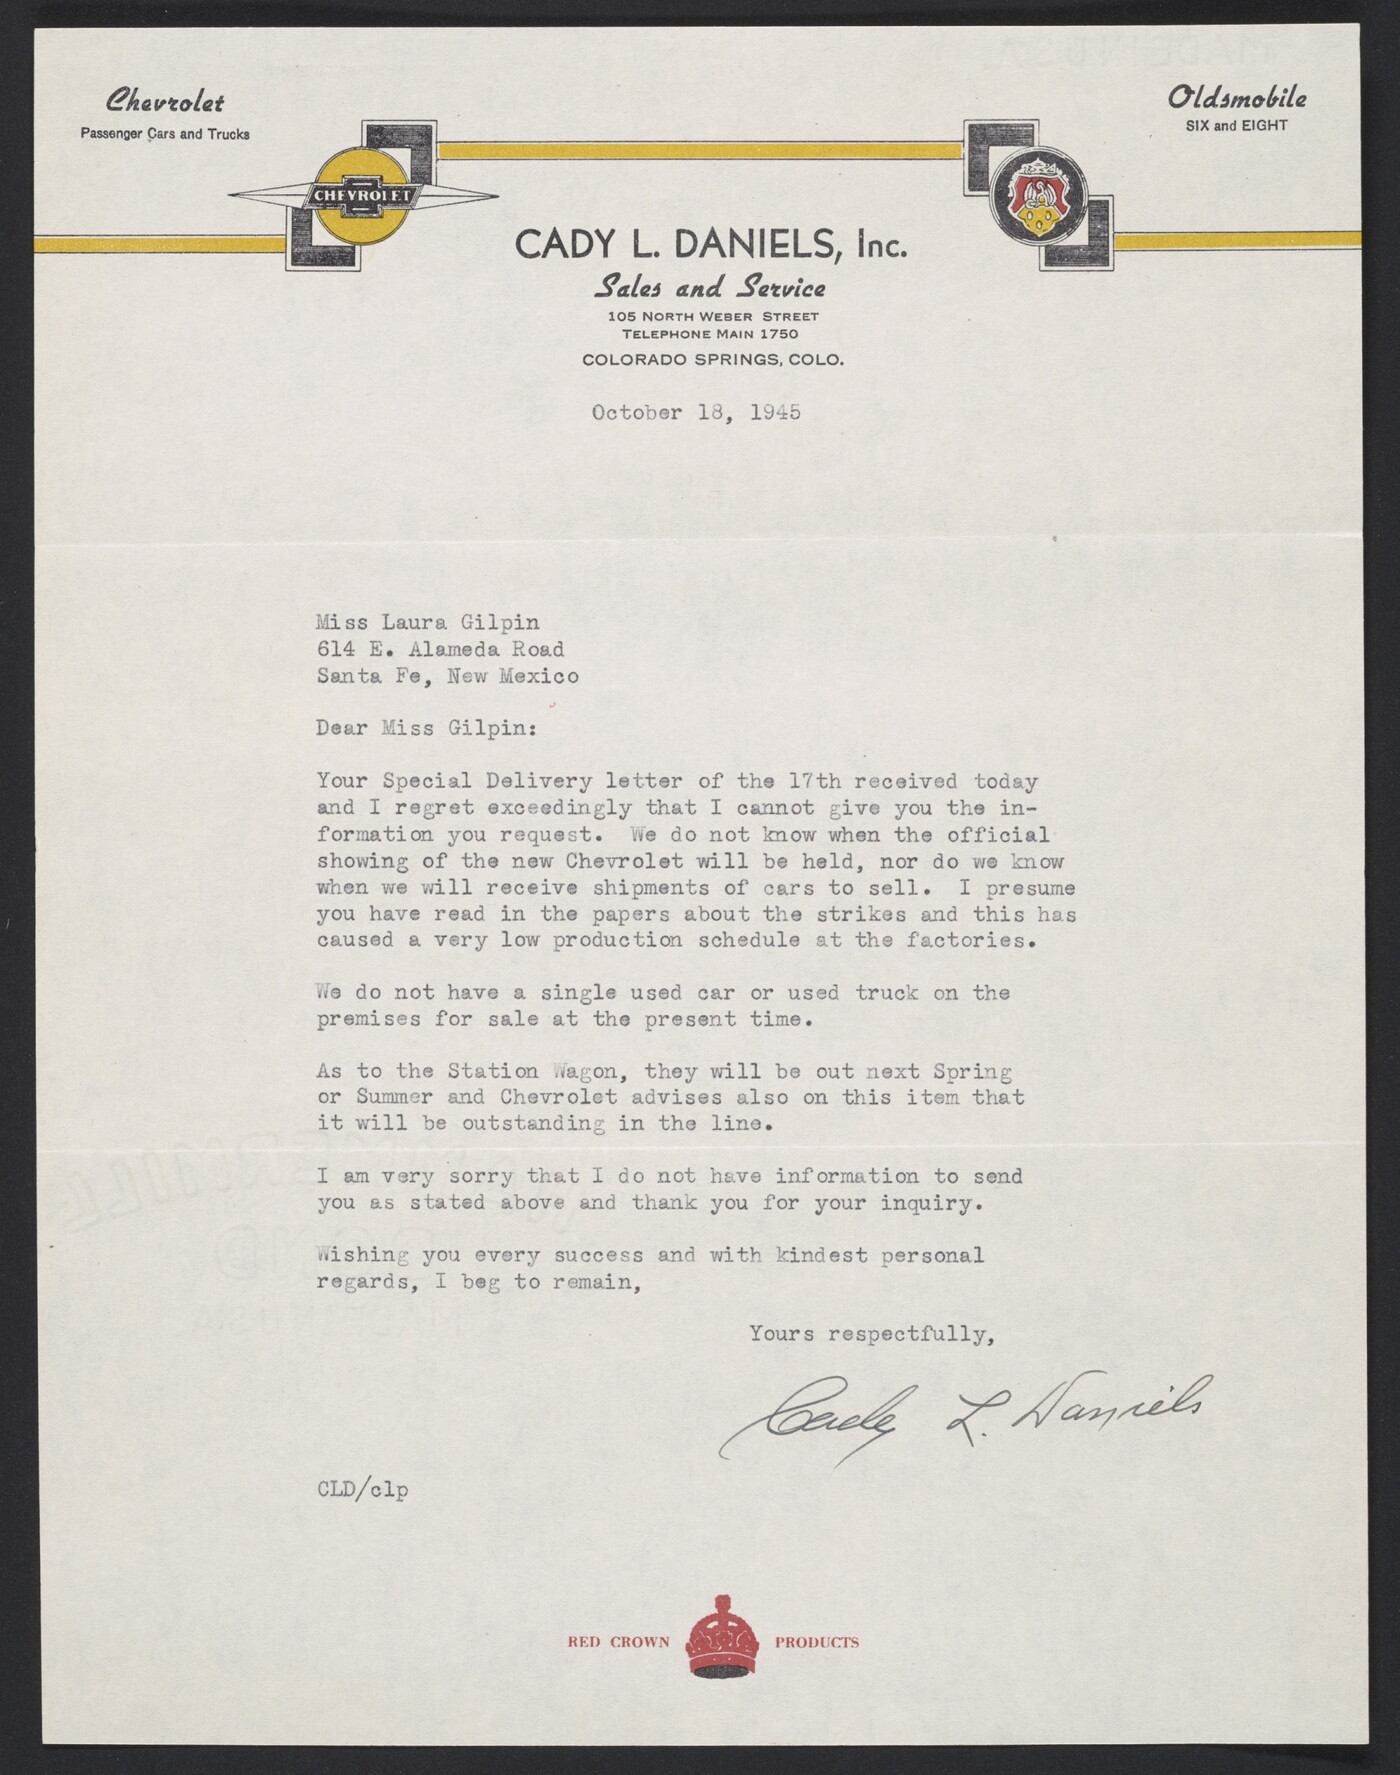 Chevrolet
Passenger Cars and Trucks
Oldsmobile
SIX and EIGHT
CHEVROLET
CADY L. DANIELS, Inc.
Sales and Service
105 NORTH WEBER STREET
TELEPHONE MAIN 1750
COLORADO SPRINGS, COLO.
October 18, 1945
Miss Laura Gilpin
614 E. Alameda Road
Santa Fe, New Mexico
Dear Miss Gilpin:
Your Special Delivery letter of the 17th received today
and I regret exceedingly that I cannot give you the in-
formation you request. We do not know when the official
showing of the new Chevrolet will be held, nor do we know
when we will receive shipments of cars to sell. I presume
you have read in the papers about the strikes and this has
caused a very low production schedule at the factories.
We do not have a single used car or used truck on the
premises for sale at the present time.
As to the Station Wagon, they will be out next Spring
or Summer and Chevrolet advises also on this item that
it will be outstanding in the line.
I am very sorry that I do not have information to send
you as stated above and thank you for your inquiry.
Wishing you every success and with kindest personal
regards, I beg to remain,
Yours respectfully,
Cady L. Daniels
CLD/clp
RED CROWN PRODUCTS